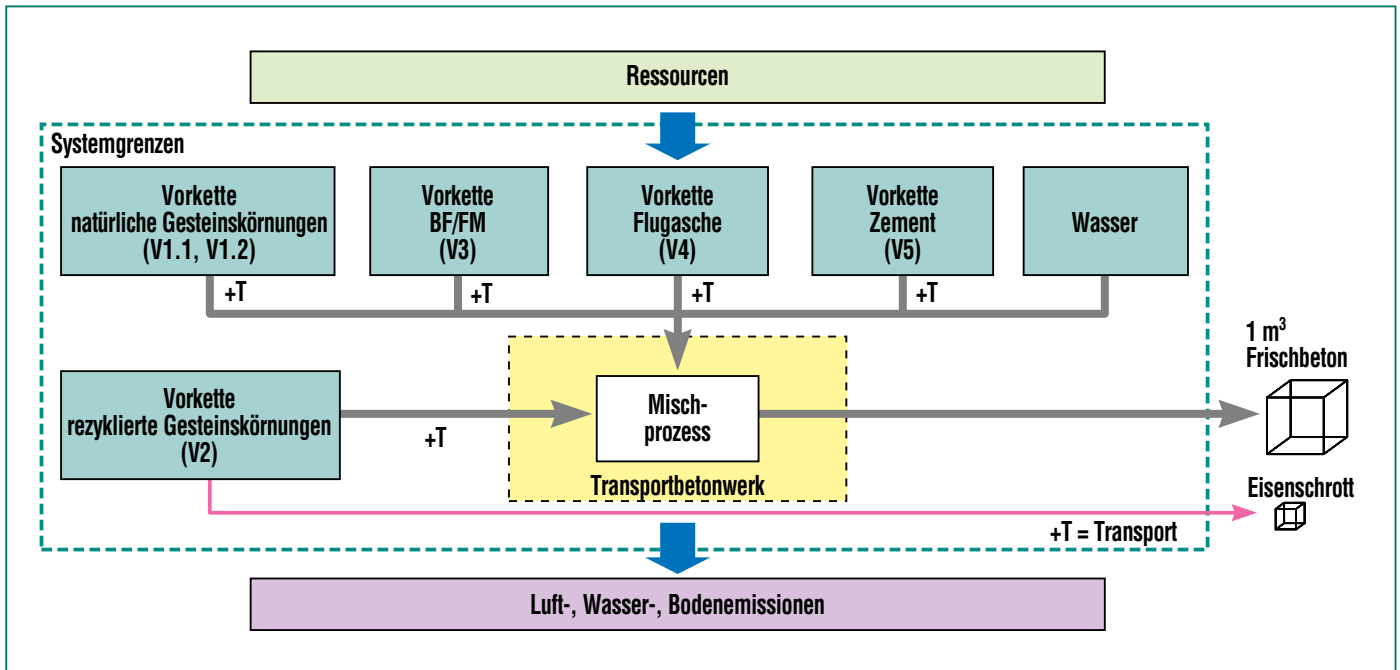 Ressourcen
Systemgrenzen
Vorkette
natürliche Gesteinskörnungen
(V1.1, V1.2)
Vorkette
BF/FM
(V3)
Vorkette
Flugasche
(V4)
Vorkette
Zement
(V5)
Wasser
+T
+T
+T
+T
1 m³
Frischbeton
Vorkette
rezyklierte Gesteinskörnungen
(V2)
+T
Misch-
prozess
Transportbetonwerk
Eisenschrott
+T = Transport
Luft-, Wasser-, Bodenemissionen